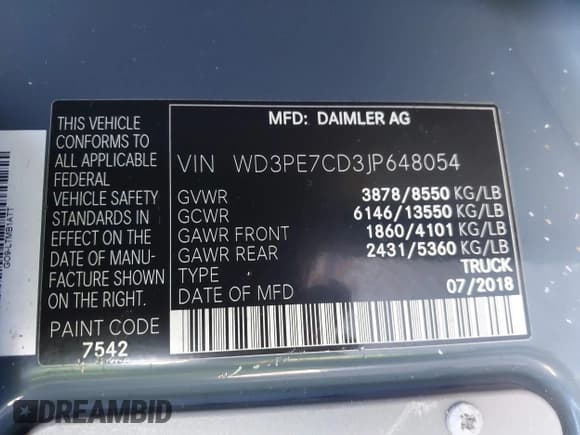 MFD: DAIMLER AG
THIS VEHICLE
CONFORMS TO
ALL APPLICABLE
FEDERAL
MOTOR
VEHICLE SAFETY
STANDARDS IN
EFFECT ON THE
DATE OF MANU-
FACTURE SHOWN
ON THE RIGHT.
PAINT CODE
7542
VIN WD3PE7CD3JP648054
GVWR 3878/8550 KG/LB
GCWR 6146/13550 KG/LB
GAWR FRONT 1860/4101 KG/LB
GAWR REAR 2431/5360 KG/LB
TYPE TRUCK
DATE OF MFD 07/2018
DREAMBID